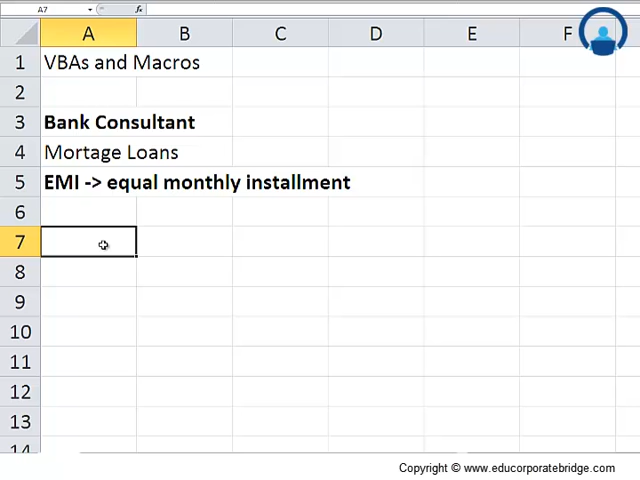 A7 fx
A B C D E F
1 VBAs and Macros
2
3 Bank Consultant
4 Mortage Loans
5 EMI -> equal monthly installment
6
7
8
9
10
11
12
13
14
Copyright © www.educorporatebridge.com